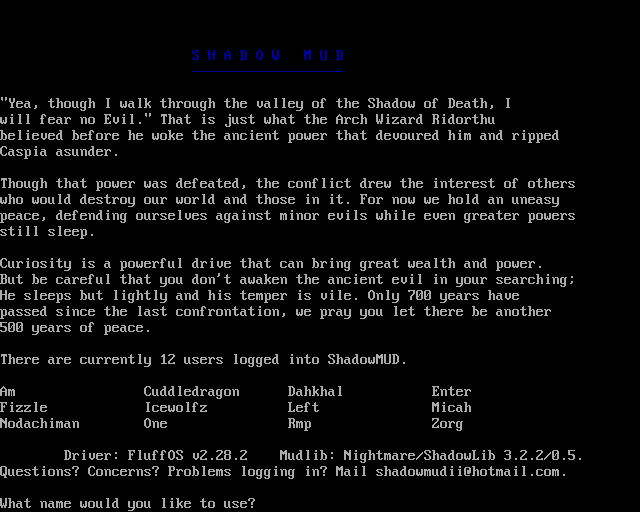 SHADOW MUD
-------------------
"Yea, though I walk through the valley of the Shadow of Death, I
will fear no Evil." That is just what the Arch Wizard Ridorthu
believed before he woke the ancient power that devoured him and ripped
Caspia asunder.
Though that power was defeated, the conflict drew the interest of others
who would destroy our world and those in it. For now we hold an uneasy
peace, defending ourselves against minor evils while even greater powers
still sleep.
Curiosity is a powerful drive that can bring great wealth and power.
But be careful that you don't awaken the ancient evil in your searching;
He sleeps but lightly and his temper is vile. Only 700 years have
passed since the last confrontation, we pray you let there be another
500 years of peace.
There are currently 12 users logged into ShadowMUD.
Am Cuddledragon Dahkhal Enter
Fizzle Icewolfz Left Micah
Nodachiman One Rmp Zorg
Driver: FluffOS v2.28.2 Mudlib: Nightmare/ShadowLib 3.2.2/0.5.
Questions? Concerns? Problems logging in? Mail shadowmudii@hotmail.com.
What name would you like to use?